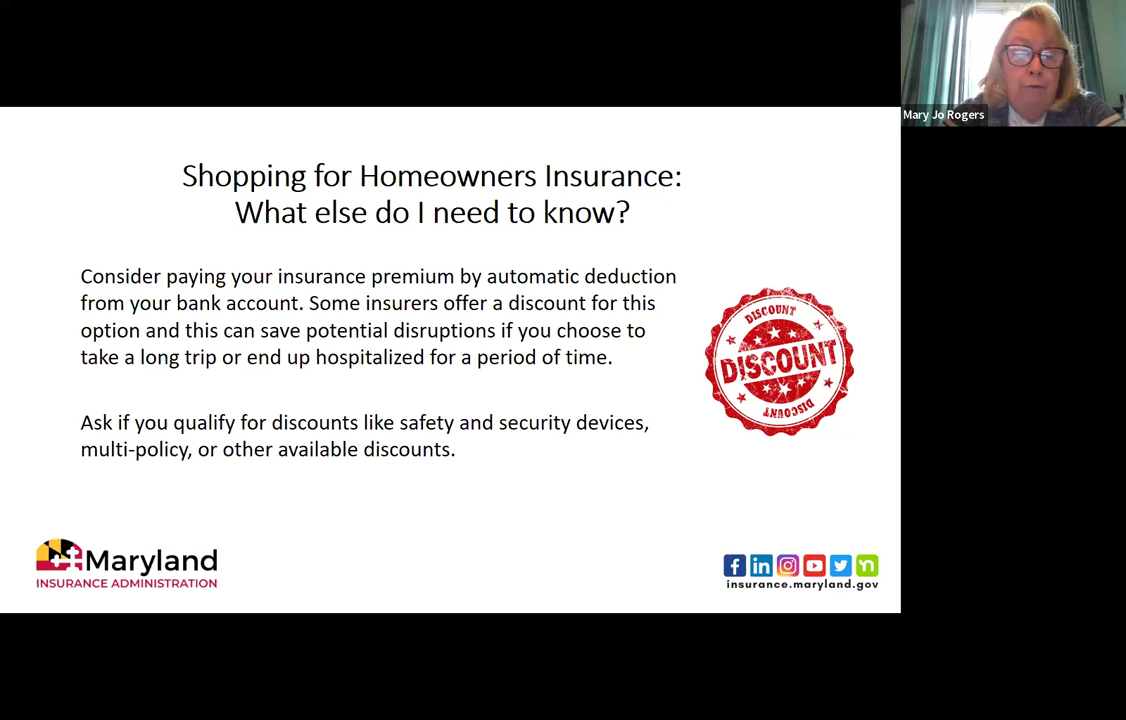 Mary Jo Rogers
Shopping for Homeowners Insurance:
What else do I need to know?
Consider paying your insurance premium by automatic deduction
from your bank account. Some insurers offer a discount for this
option and this can save potential disruptions if you choose to
take a long trip or end up hospitalized for a period of time.
DISCOUNT
DISCOUNT
DISCOUNT
Ask if you qualify for discounts like safety and security devices,
multi-policy, or other available discounts.
Maryland
INSURANCE ADMINISTRATION
insurance.maryland.gov